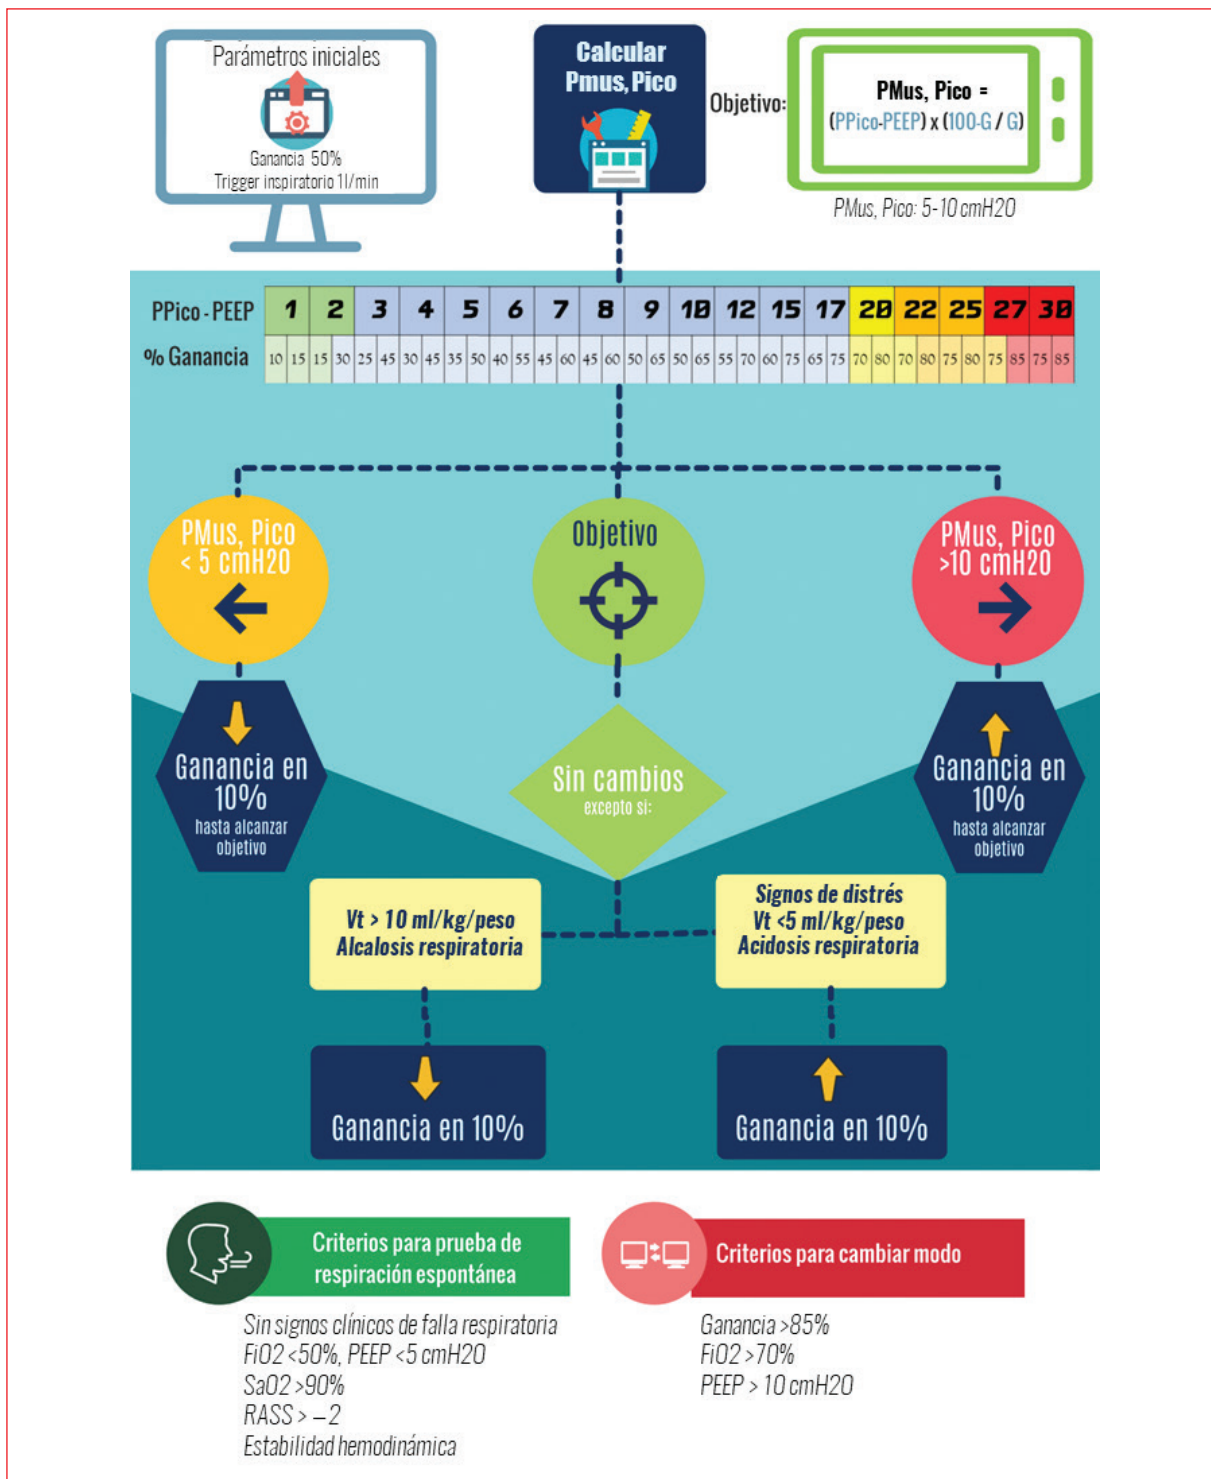 Parámetros iniciales
Ganancia 50%
Trigger inspiratorio 1 l/min
Calcular
Pmus, Pico
Objetivo:
PMus, Pico =
(PPico-PEEP) x (100-G / G)
PMus, Pico: 5-10 cmH2O
PPico - PEEP 1 2 3 4 5 6 7 8 9 10 12 15 17 20 22 25 27 30
% Ganancia 10 15 15 30 25 45 30 45 35 50 40 55 45 60 45 60 50 65 50 65 55 70 60 75 65 75 70 80 70 80 75 80 75 85 75 85
PMus, Pico
< 5 cmH2O
Objetivo
PMus, Pico
>10 cmH2O
Ganancia en
10%
hasta alcanzar
objetivo
Sin cambios
excepto si:
Ganancia en
10%
hasta alcanzar
objetivo
Vt > 10 ml/kg/peso
Alcalosis respiratoria
Signos de distrés
Vt <5 ml/kg/peso
Acidosis respiratoria
Ganancia en 10%
Ganancia en 10%
Criterios para prueba de
respiración espontánea
Sin signos clínicos de falla respiratoria
FiO2 <50%, PEEP <5 cmH2O
SaO2 >90%
RASS > –2
Estabilidad hemodinámica
Criterios para cambiar modo
Ganancia >85%
FiO2 >70%
PEEP > 10 cmH2O